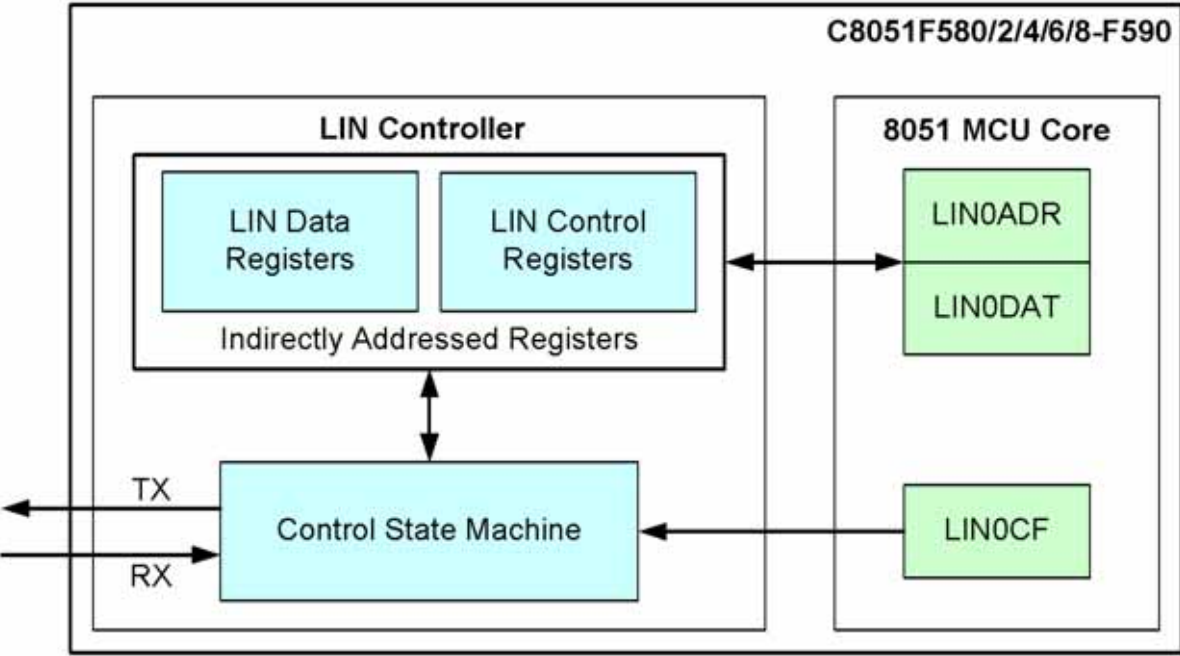 C8051F580/2/4/6/8-F590
LIN Controller
8051 MCU Core
LIN Data
Registers
LIN Control
Registers
Indirectly Addressed Registers
LIN0ADR
LIN0DAT
TX
RX
Control State Machine
LIN0CF